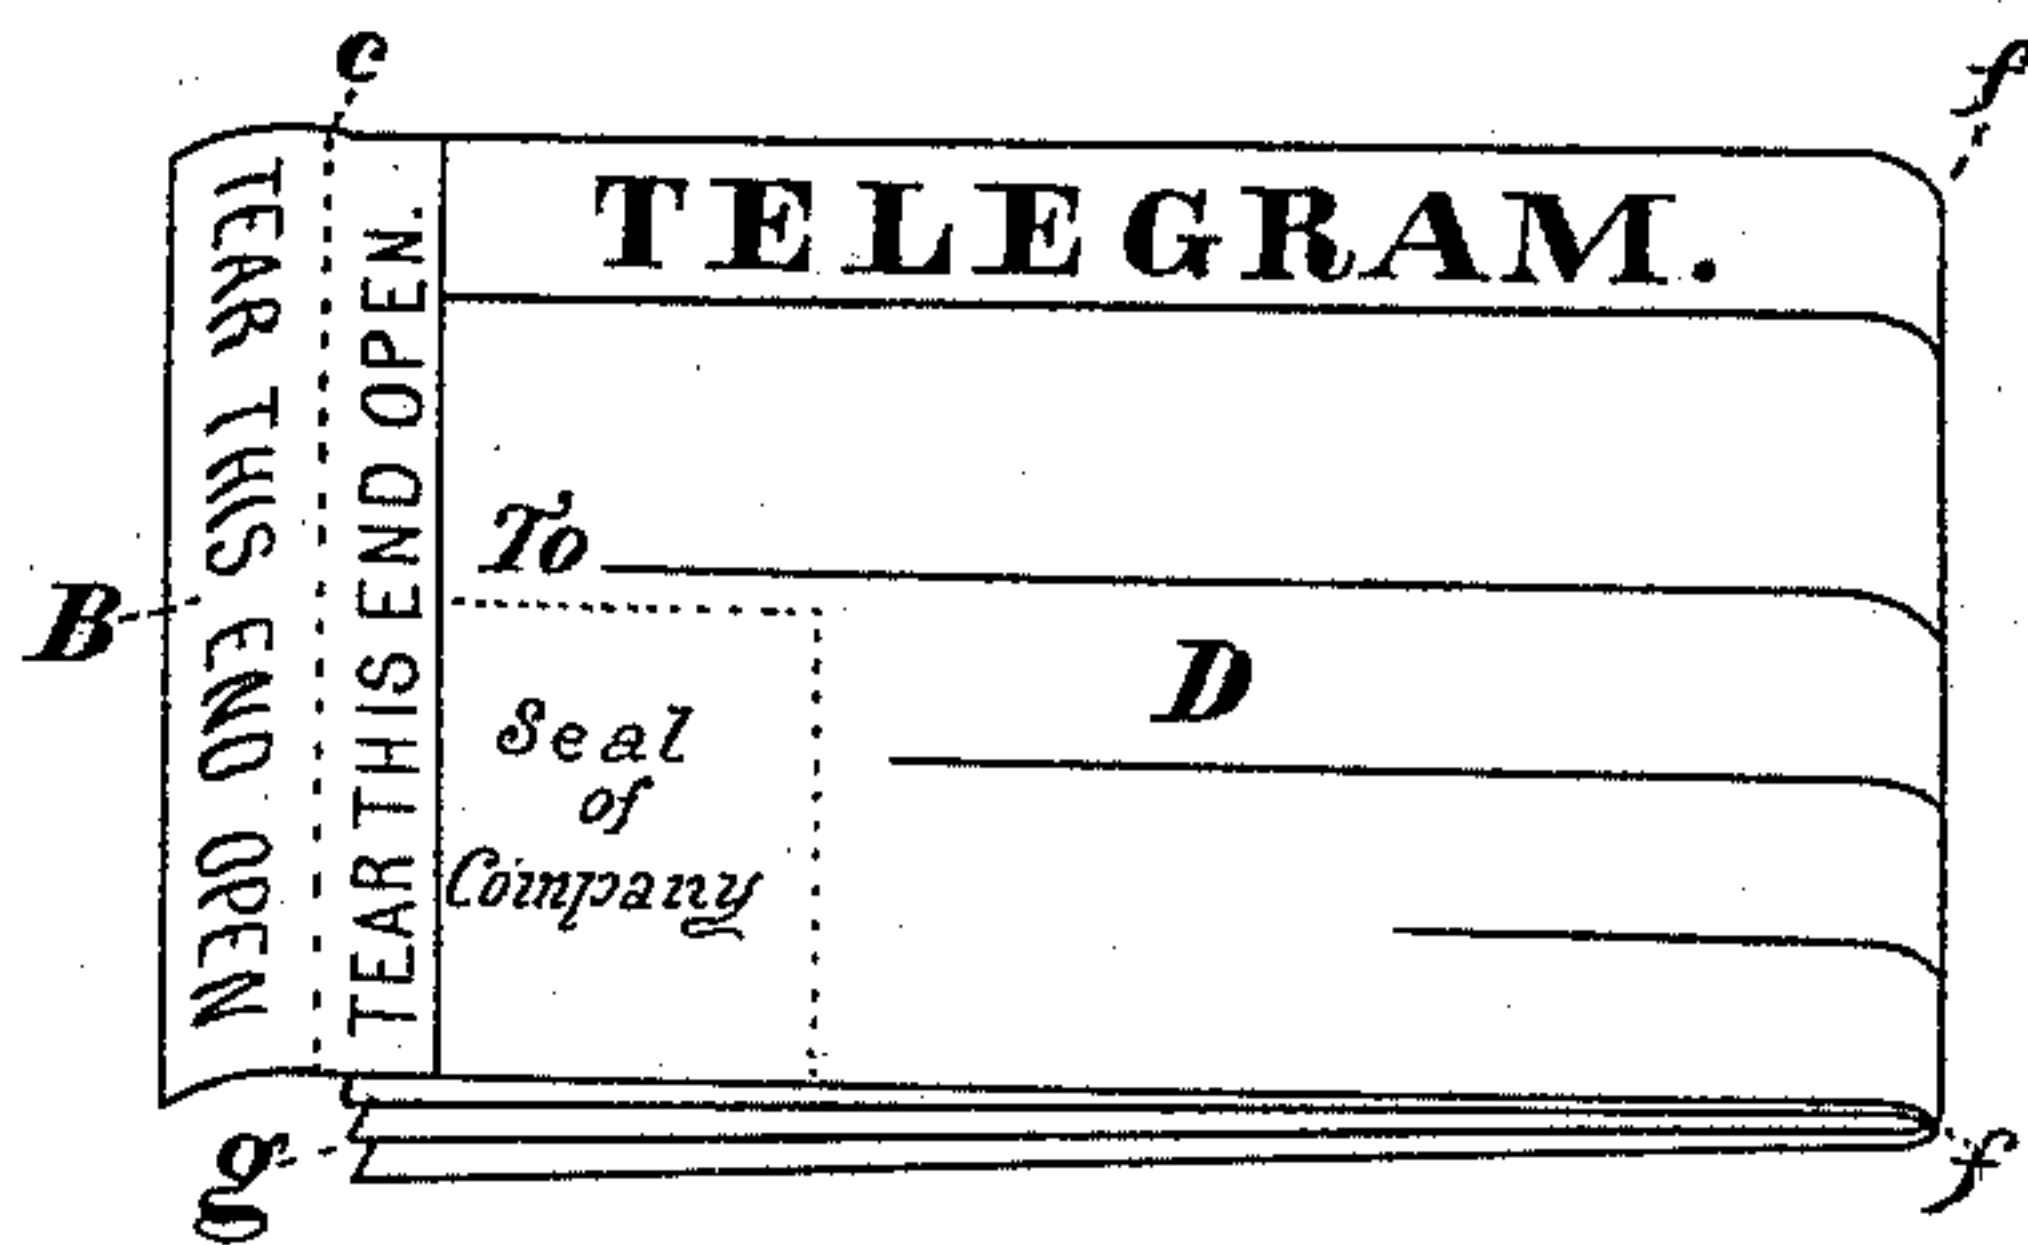 c
f
TELEGRAM.
TEAR THIS END OPEN
TEAR THIS END OPEN.
To
B
D
Seal
of
Company
g
f